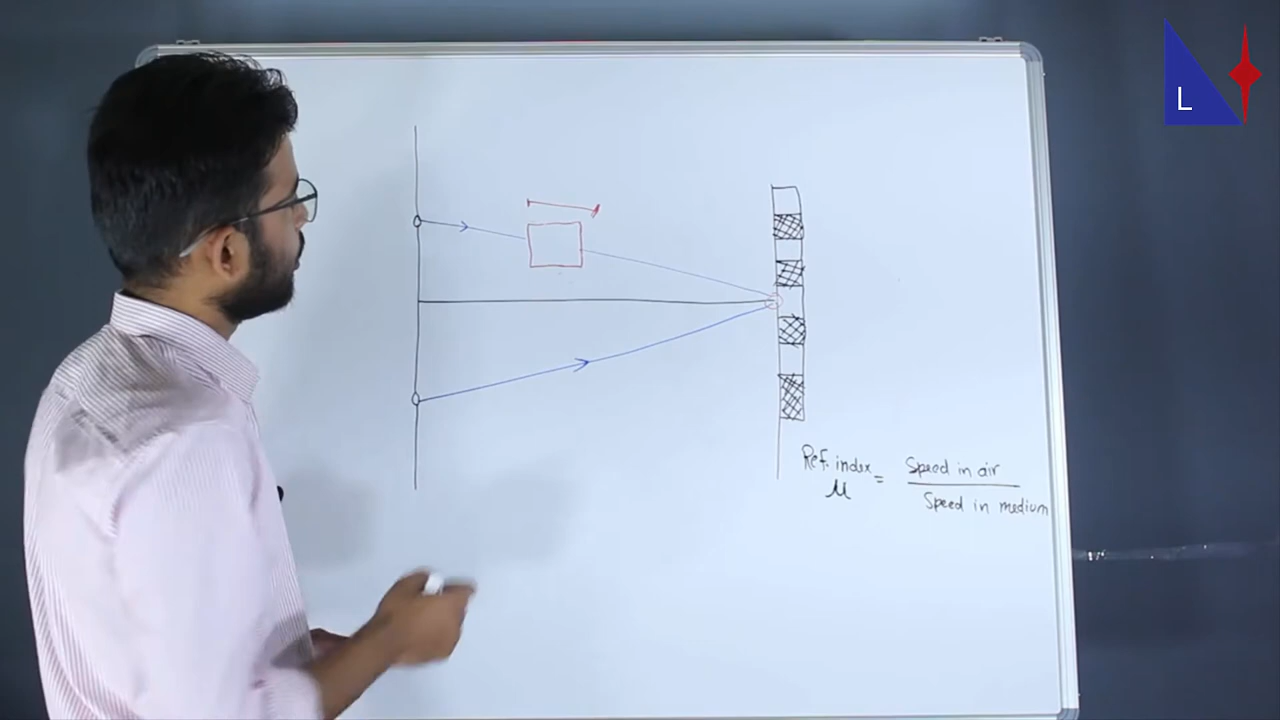 L
Ref. index
μ
=
Speed in air
Speed in medium